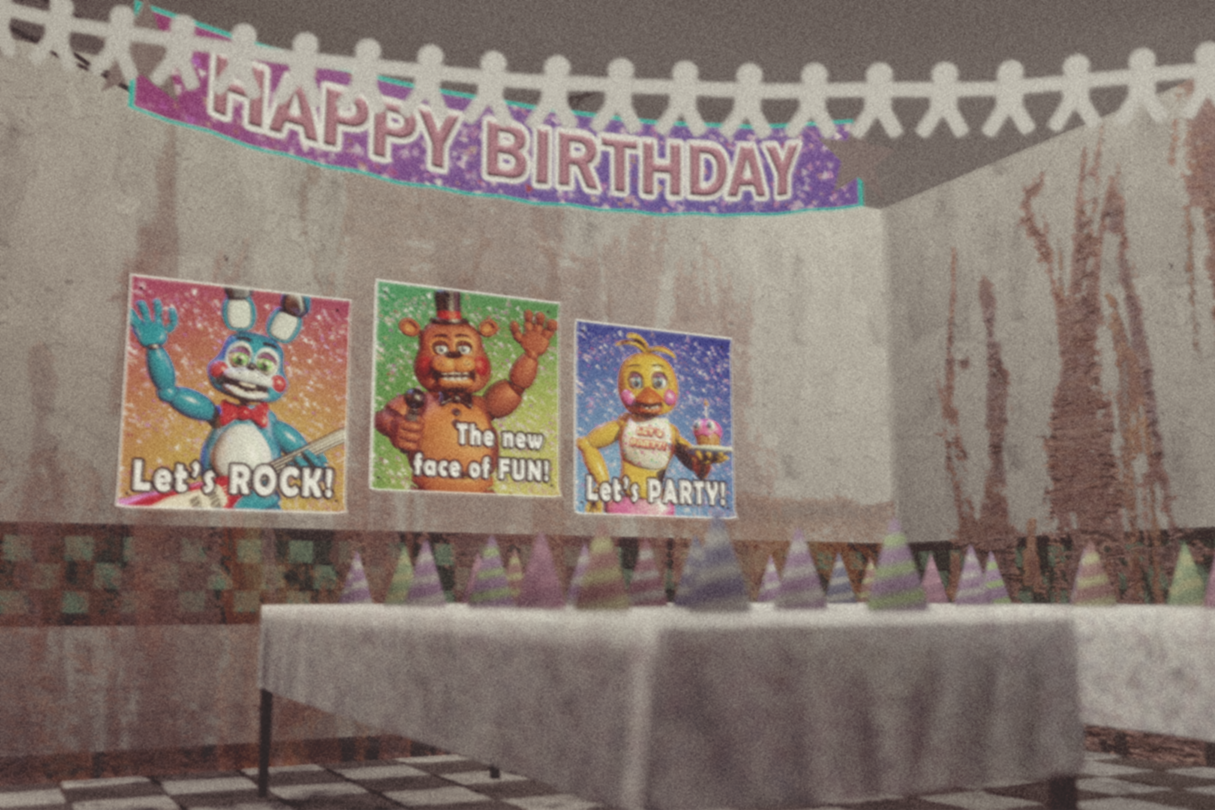 HAPPY BIRTHDAY
Let's ROCK!
The new
face of FUN!
Let's PARTY!